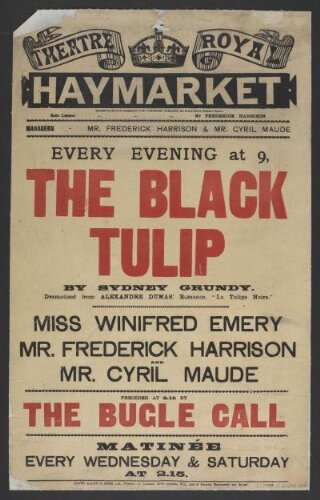 THEATRE ROYAL
HAYMARKET
Sole Lessee Mr FREDERICK HARRISON
MANAGERS - MR. FREDERICK HARRISON & MR. CYRIL MAUDE
EVERY EVENING at 9,
THE BLACK
TULIP
BY SYDNEY GRUNDY.
Dramatised from ALEXANDRE DUMAS' Romance, "La Tulipe Noire."
MISS WINIFRED EMERY
MR. FREDERICK HARRISON
AND
MR. CYRIL MAUDE
PRECEDED AT 8.15 BY
THE BUGLE CALL
MATINÉE
EVERY WEDNESDAY & SATURDAY
AT 2.15.